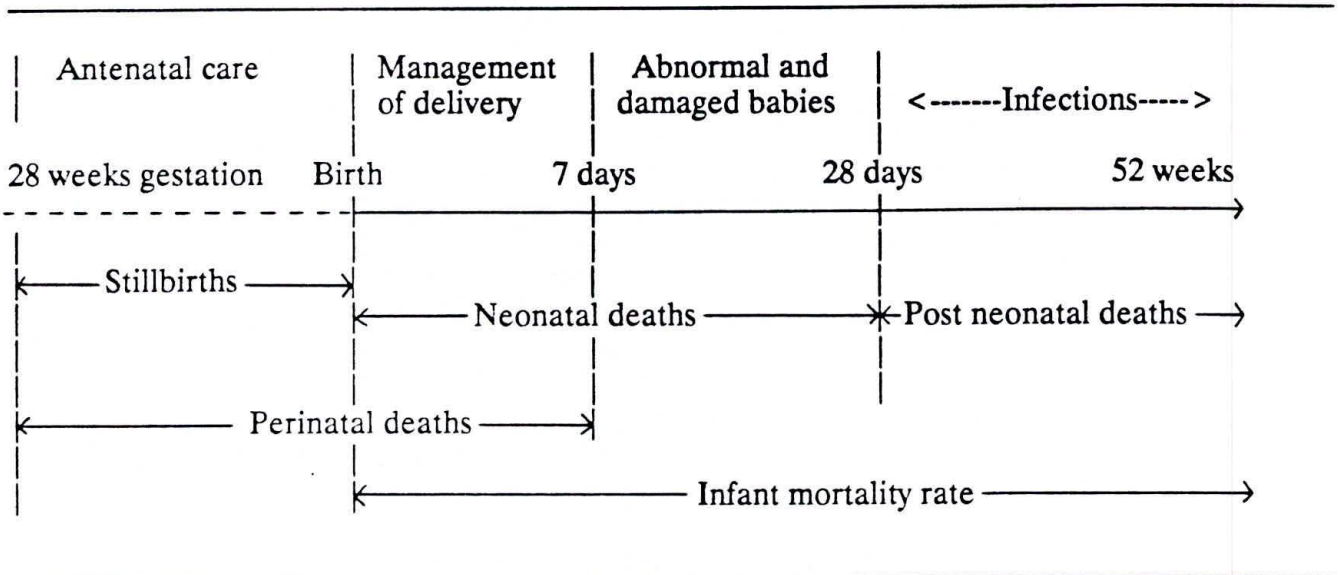 Antenatal care
Management
of delivery
Abnormal and
damaged babies
<-------Infections----->
28 weeks gestation
Birth
7 days
28 days
52 weeks
Stillbirths
Neonatal deaths
Post neonatal deaths
Perinatal deaths
Infant mortality rate